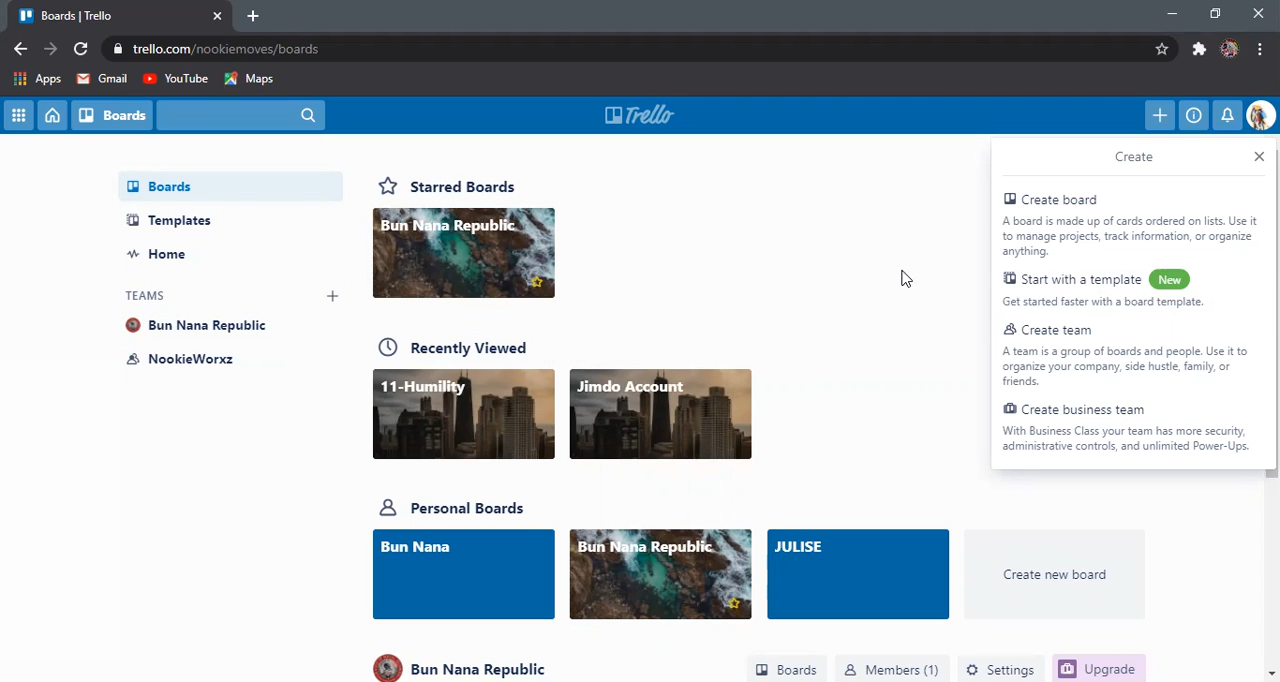 Boards | Trello
trello.com/nookiemoves/boards
Apps Gmail YouTube Maps
Boards
Trello
Create
Create board
A board is made up of cards ordered on lists. Use it
to manage projects, track information, or organize
anything.
Start with a template New
Get started faster with a board template.
Create team
A team is a group of boards and people. Use it to
organize your company, side hustle, family, or
friends.
Create business team
With Business Class your team has more security,
administrative controls, and unlimited Power-Ups.
Boards
Templates
Home
TEAMS
Bun Nana Republic
NookieWorxz
Starred Boards
Bun Nana Republic
Recently Viewed
11-Humility
Jimdo Account
Personal Boards
Bun Nana
Bun Nana Republic
JULISE
Create new board
Bun Nana Republic
Boards
Members (1)
Settings
Upgrade